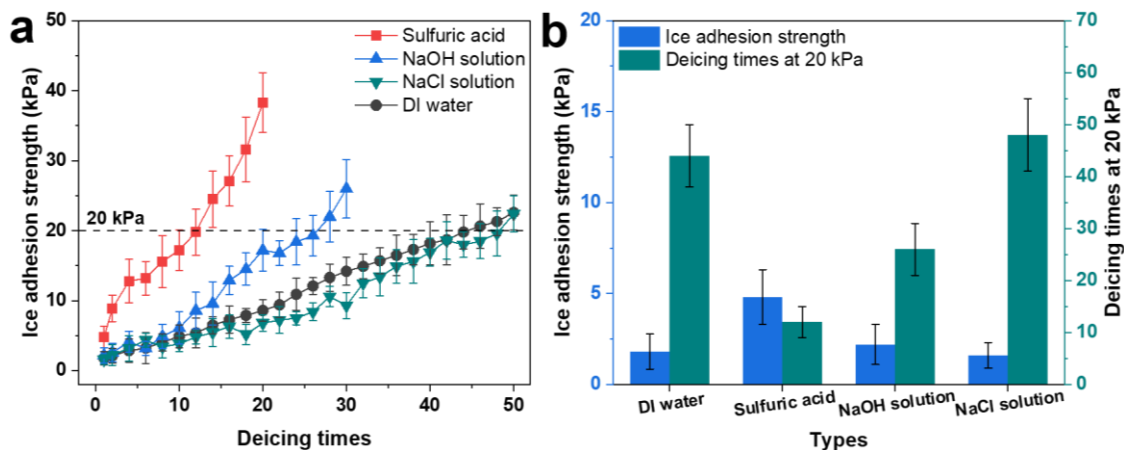 a
Ice adhesion strength (kPa)
50
40
30
20
10
0
Sulfuric acid
NaOH solution
NaCl solution
DI water
20 kPa
0
10
20
30
40
50
Deicing times
b
Ice adhesion strength (kPa)
20
15
10
5
0
Ice adhesion strength
Deicing times at 20 kPa
70
60
50
40
30
20
10
0
Deicing times at 20 kPa
DI water
Sulfuric acid
NaOH solution
NaCl solution
Types